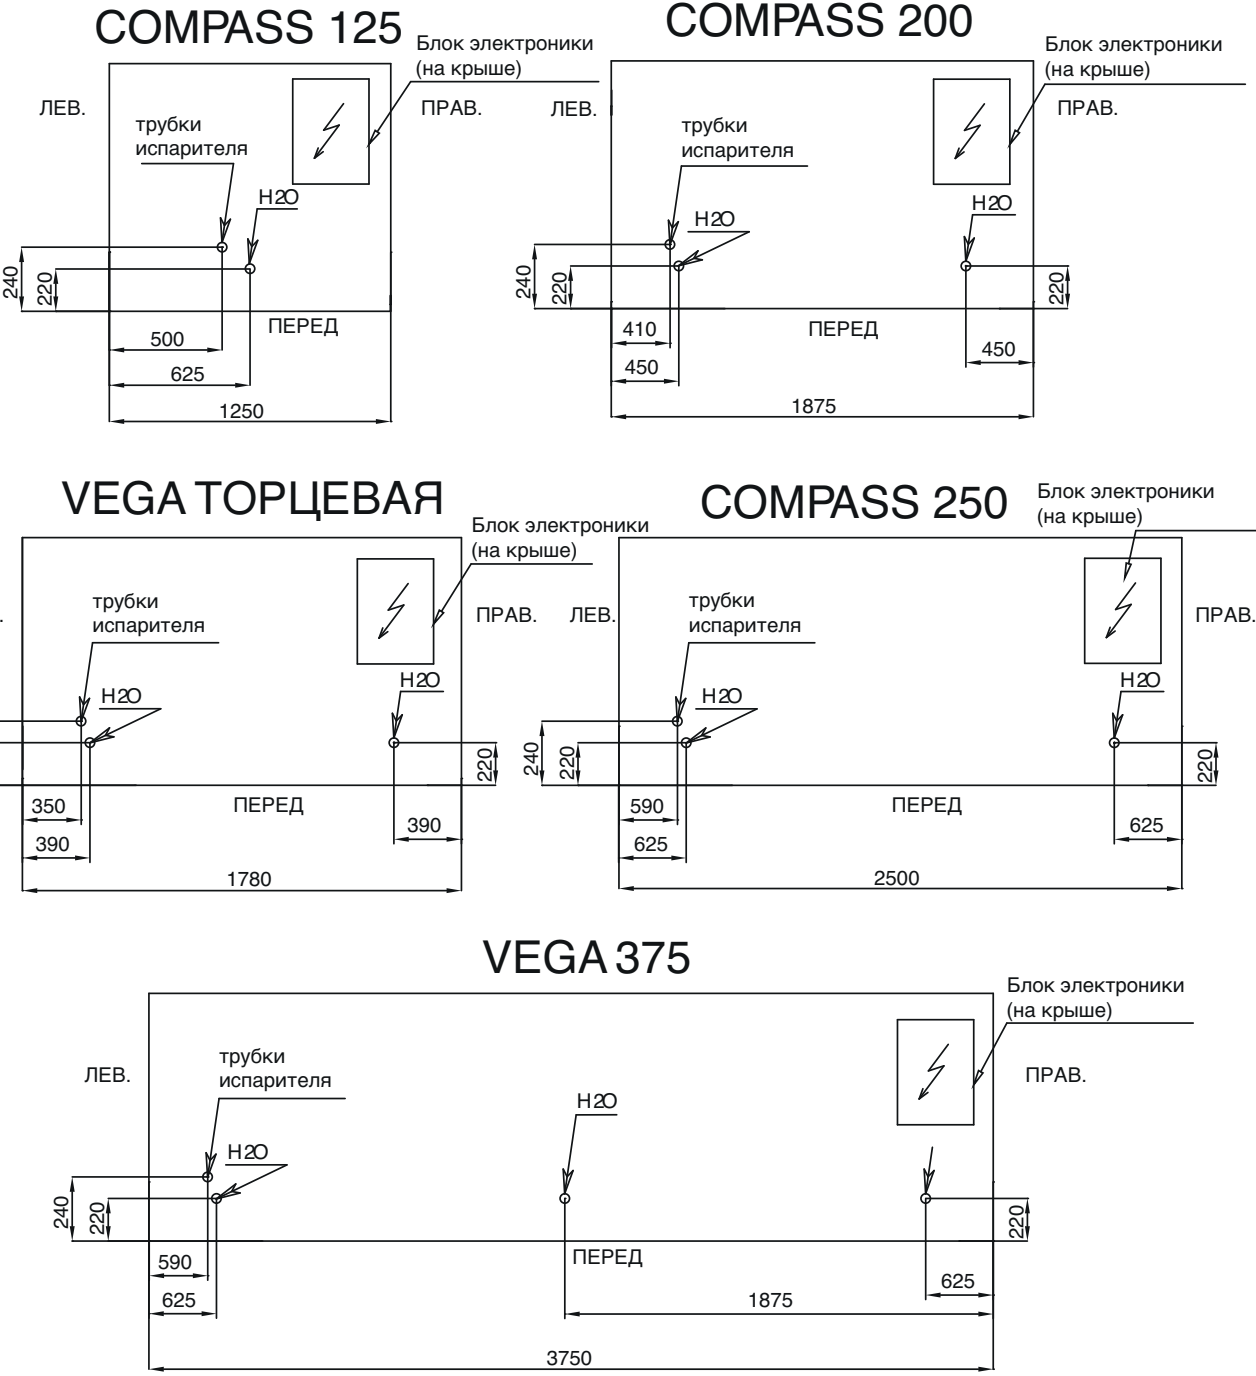 COMPASS 125
Блок электроники
(на крыше)
ЛЕВ.
ПРАВ.
трубки
испарителя
H2O
240
220
ПЕРЕД
500
625
1250
COMPASS 200
Блок электроники
(на крыше)
ЛЕВ.
ПРАВ.
трубки
испарителя
H2O
H2O
240
220
220
410
ПЕРЕД
450
450
1875
VEGA ТОРЦЕВАЯ
Блок электроники
(на крыше)
ПРАВ.
трубки
испарителя
H2O
H2O
220
350
ПЕРЕД
390
390
1780
COMPASS 250
Блок электроники
(на крыше)
ЛЕВ.
ПРАВ.
трубки
испарителя
H2O
H2O
240
220
220
590
ПЕРЕД
625
625
2500
VEGA 375
Блок электроники
(на крыше)
ЛЕВ.
ПРАВ.
трубки
испарителя
H2O
H2O
240
220
220
590
ПЕРЕД
625
625
1875
3750